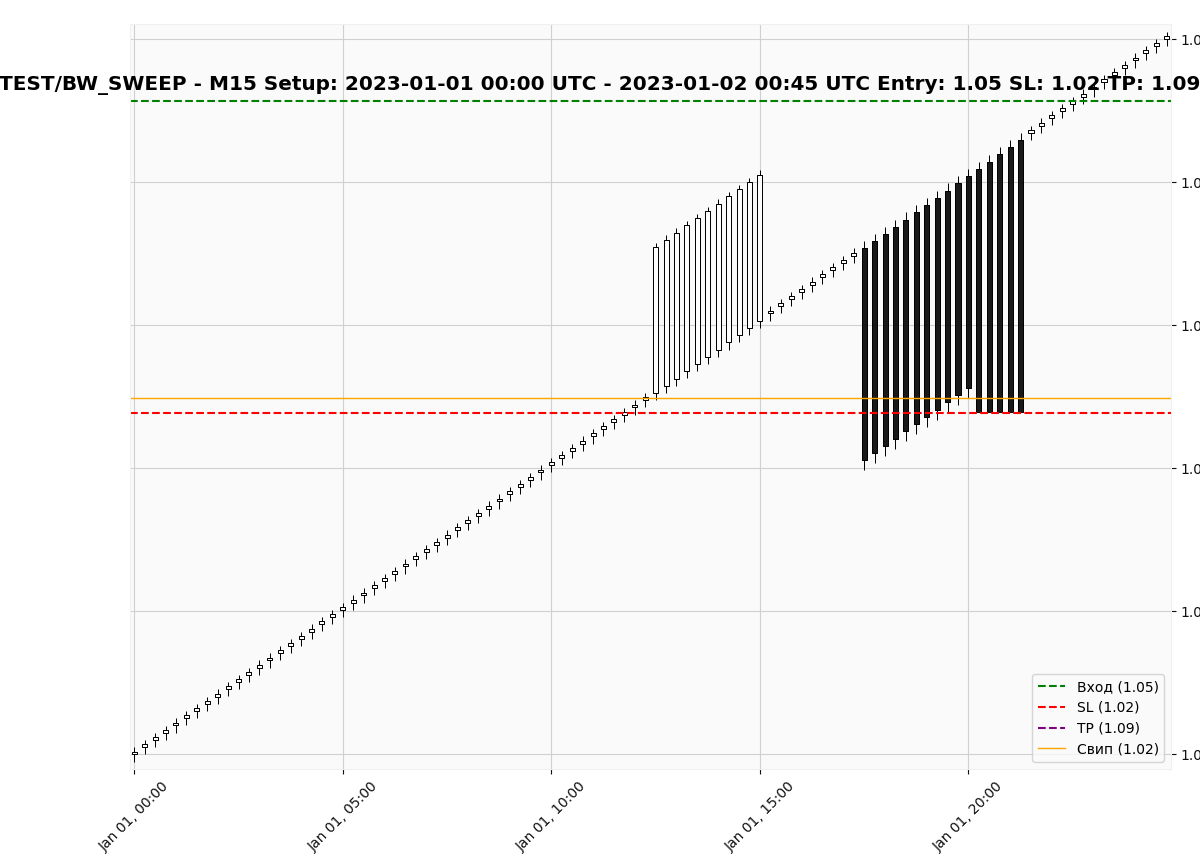 TEST/BW_SWEEP - M15 Setup: 2023-01-01 00:00 UTC - 2023-01-02 00:45 UTC Entry: 1.05 SL: 1.02 TP: 1.09
1.0
1.0
1.0
1.0
1.0
1.0
Вход (1.05)
SL (1.02)
TP (1.09)
Свип (1.02)
Jan 01, 00:00
Jan 01, 05:00
Jan 01, 10:00
Jan 01, 15:00
Jan 01, 20:00